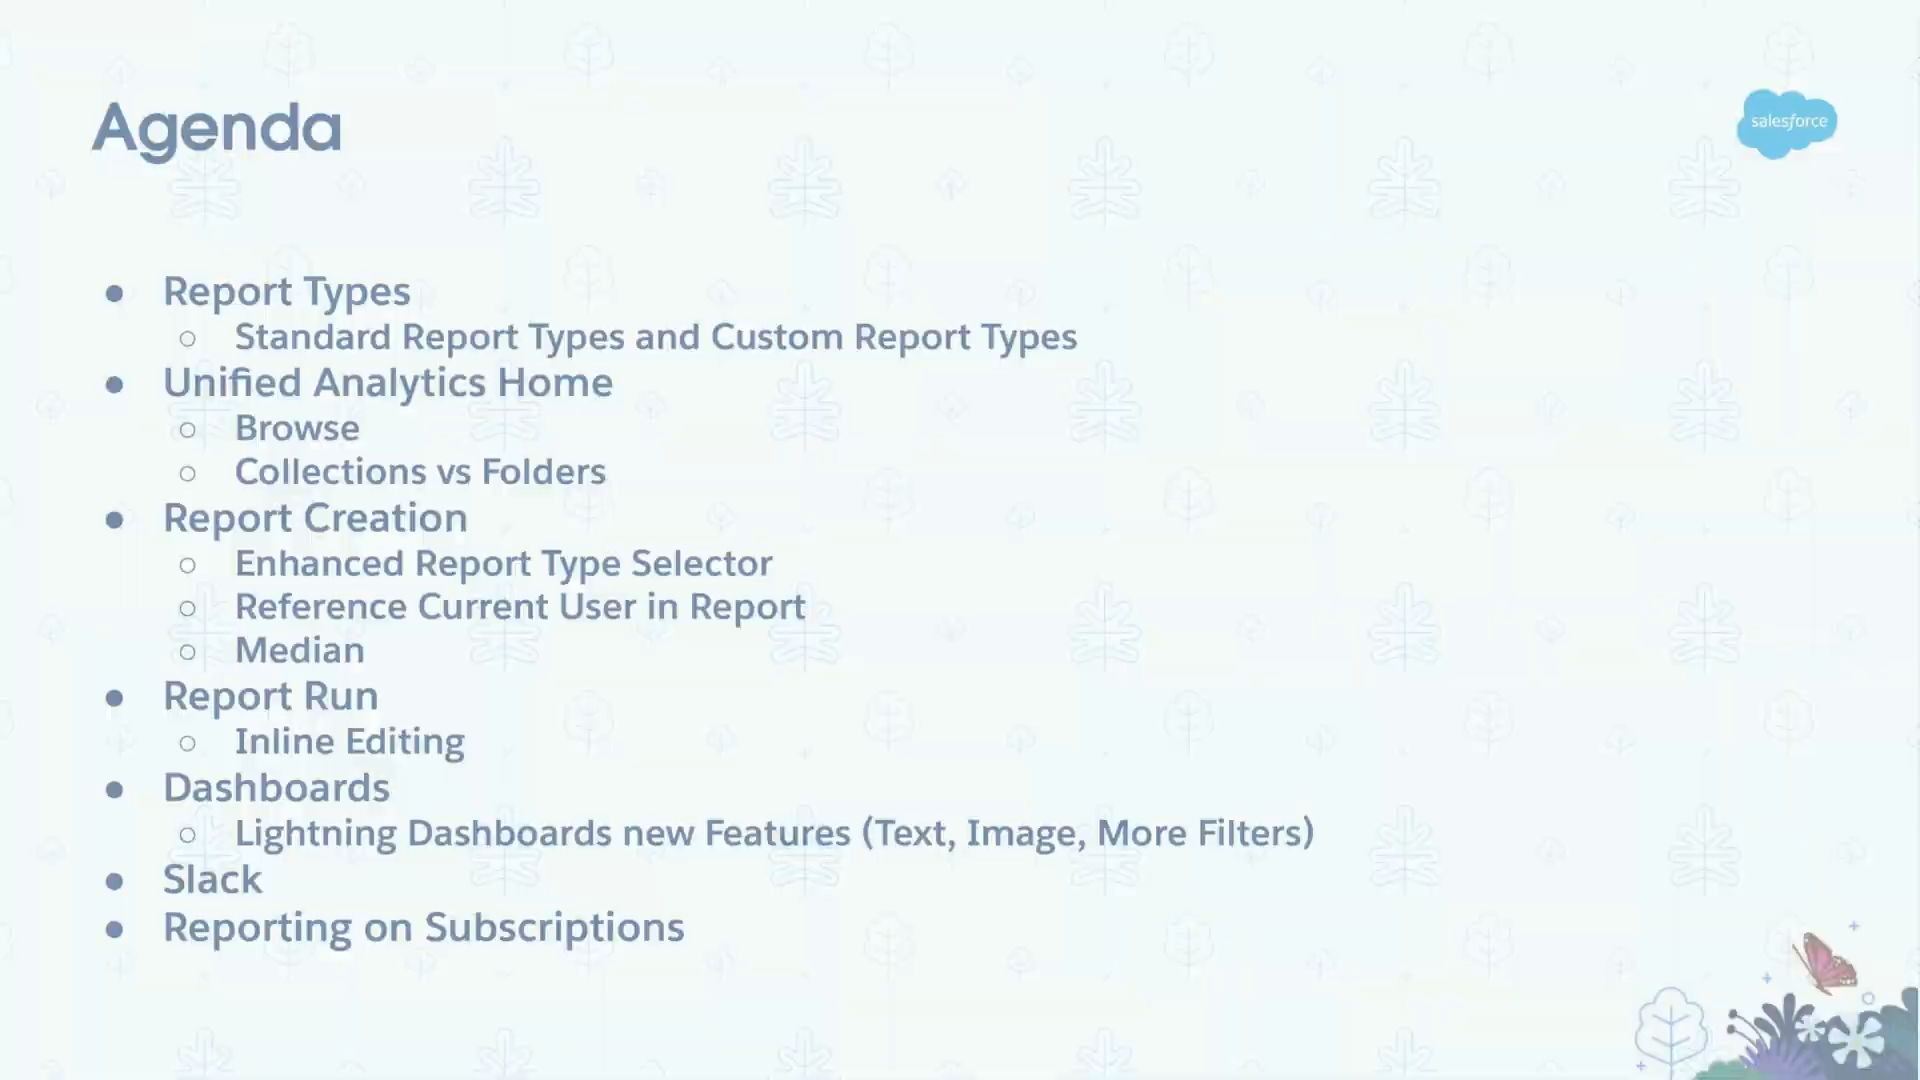 Agenda
salesforce
● Report Types
○ Standard Report Types and Custom Report Types
● Unified Analytics Home
○ Browse
○ Collections vs Folders
● Report Creation
○ Enhanced Report Type Selector
○ Reference Current User in Report
○ Median
● Report Run
○ Inline Editing
● Dashboards
○ Lightning Dashboards new Features (Text, Image, More Filters)
● Slack
● Reporting on Subscriptions